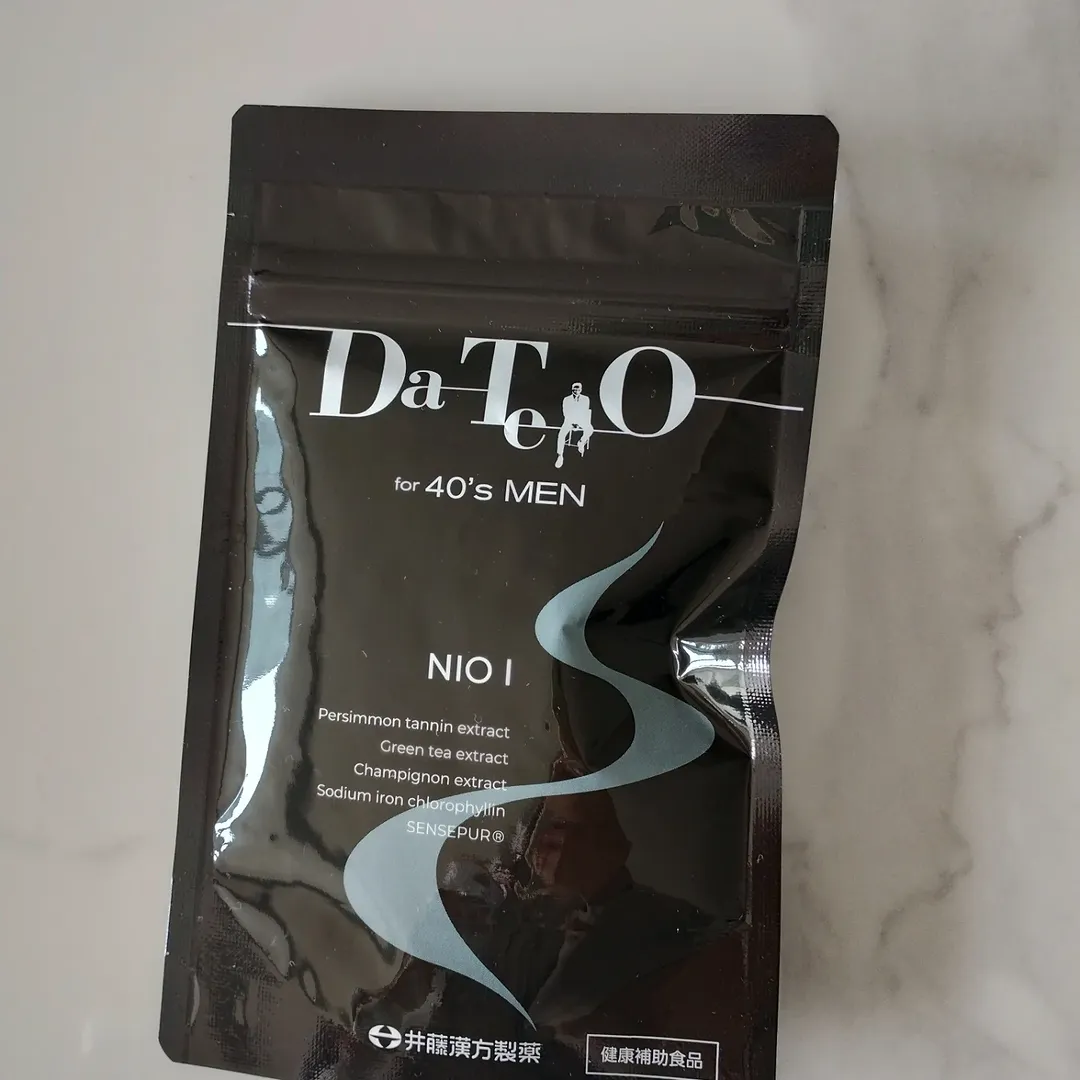 DaTeO
for 40's MEN
NIO I
Persimmon tannin extract
Green tea extract
Champignon extract
Sodium iron chlorophyllin
SENSEPUR®
井藤漢方製薬
健康補助食品